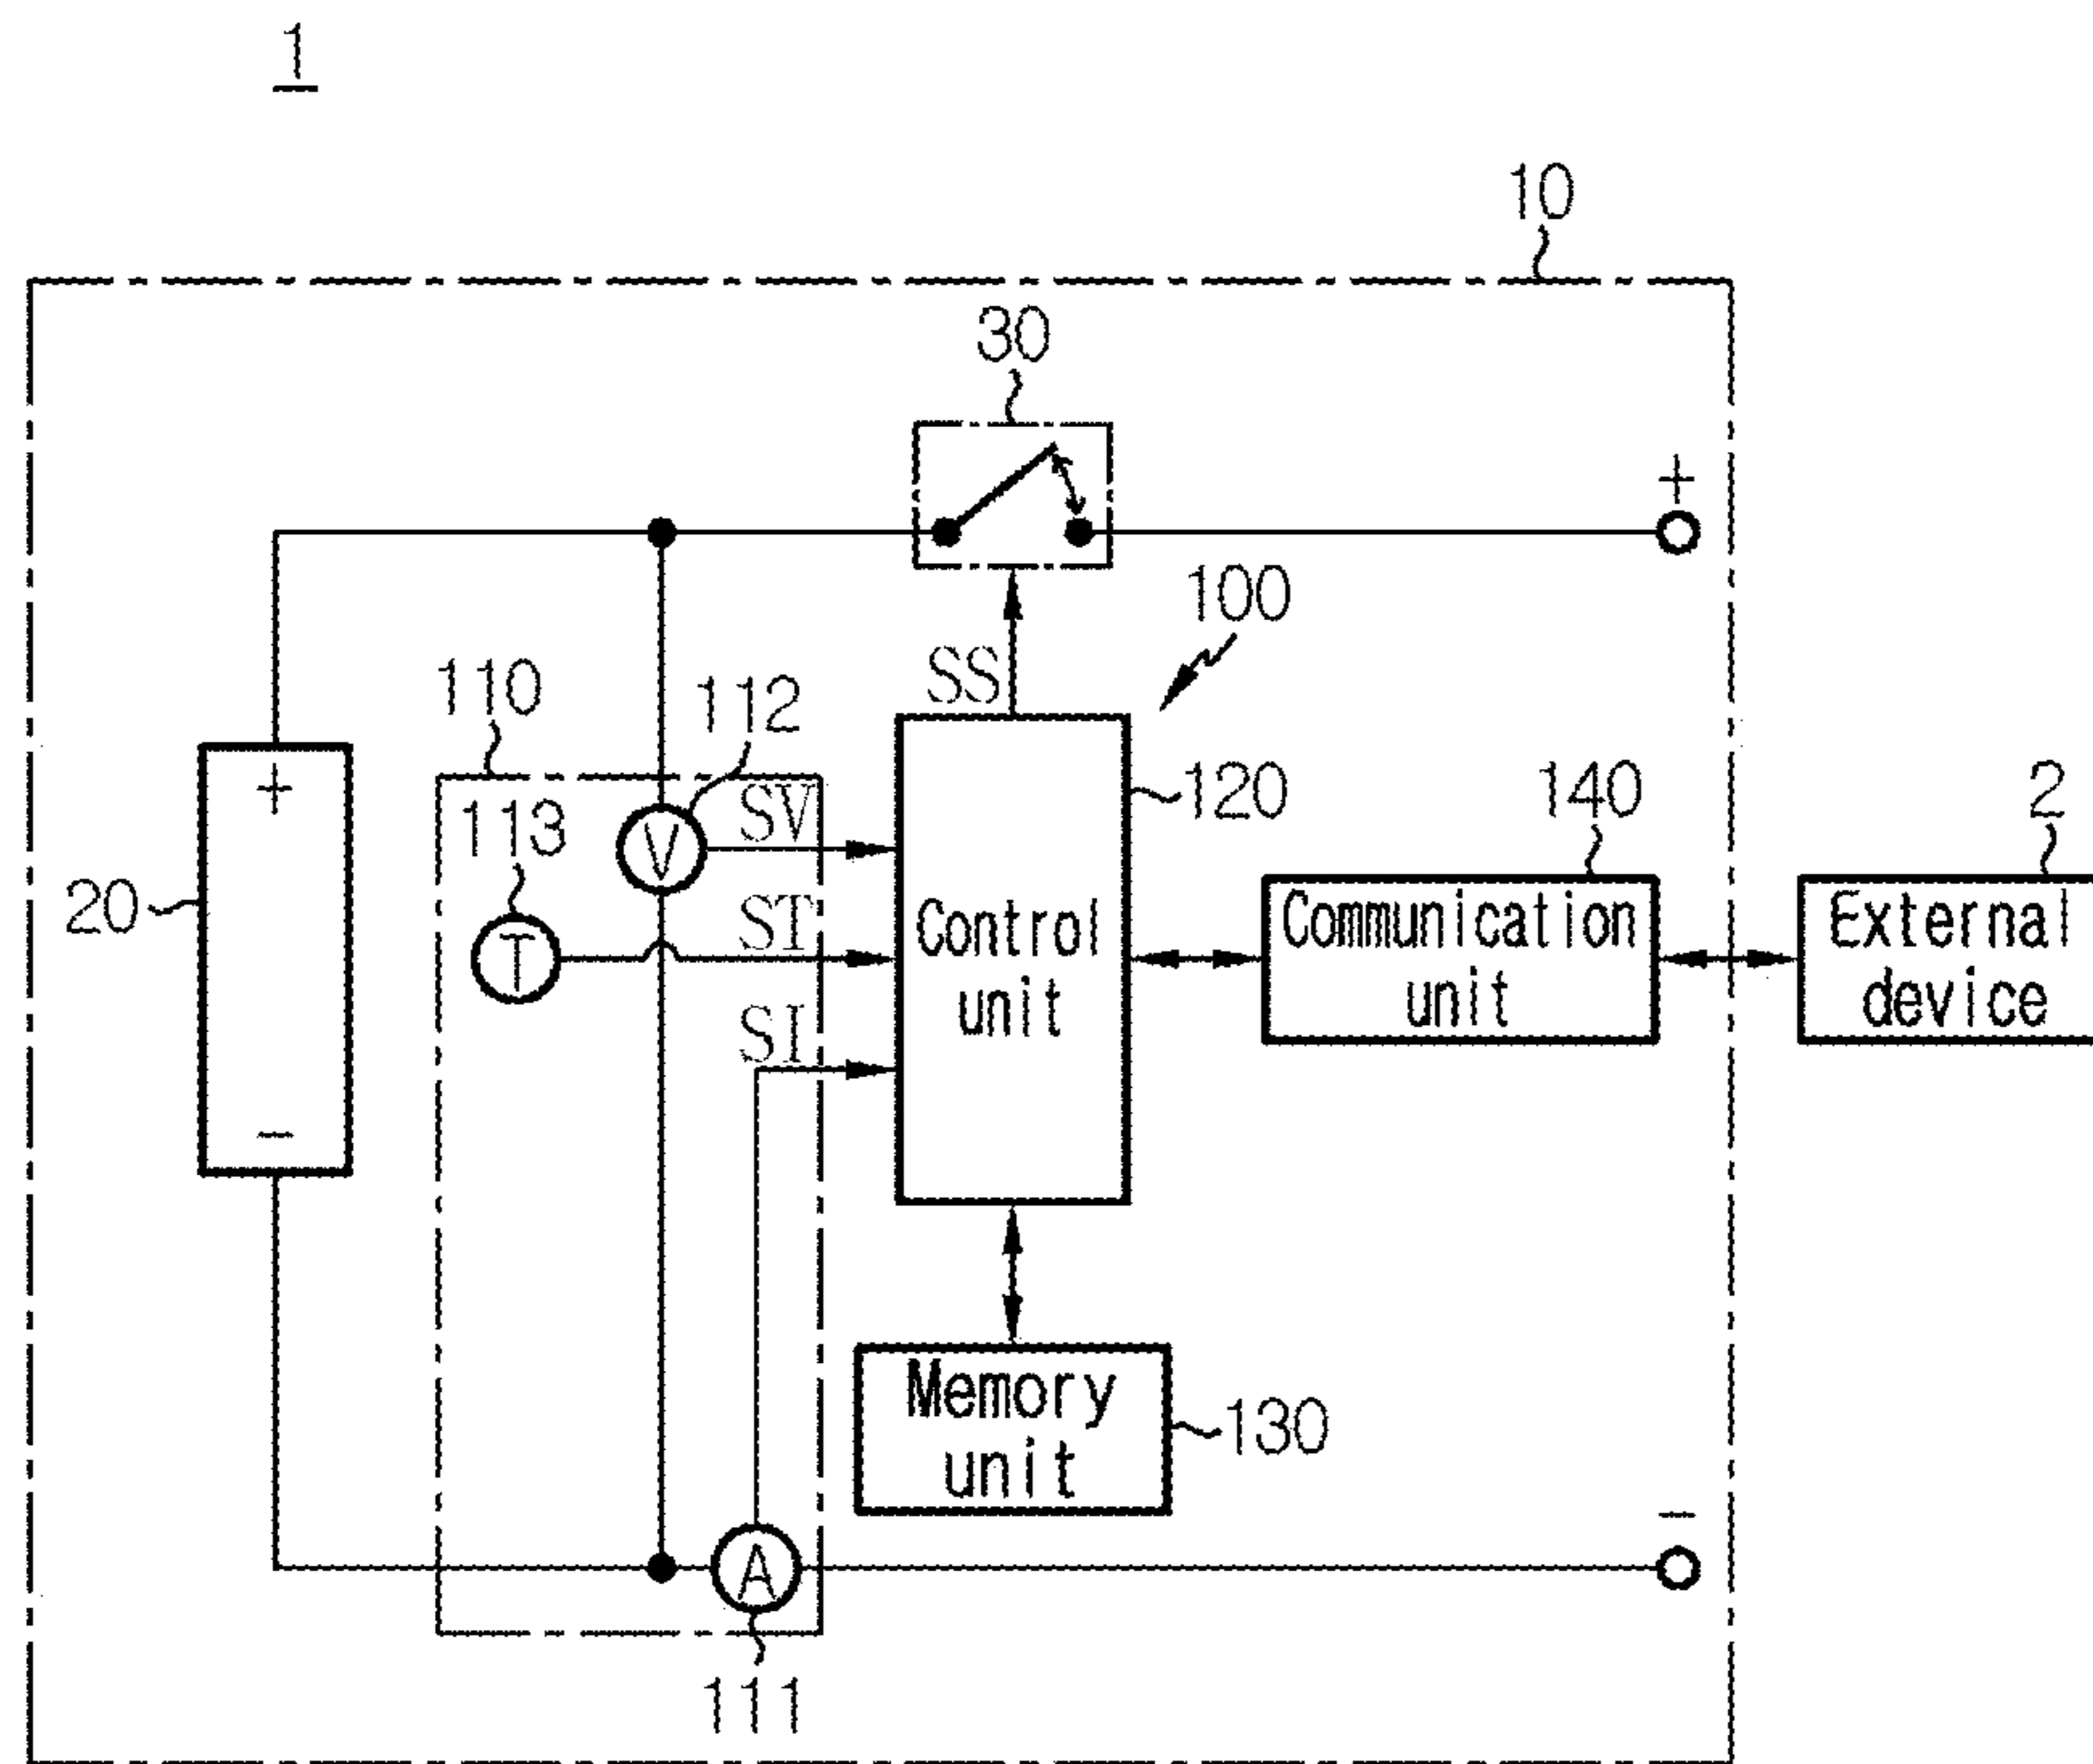 1
10
30
+
100
SS
110
112
+
113
SV
V
120
140
2
20
ST
T
Control
unit
Communication
unit
External
device
SI
−
Memory
unit
130
−
A
111